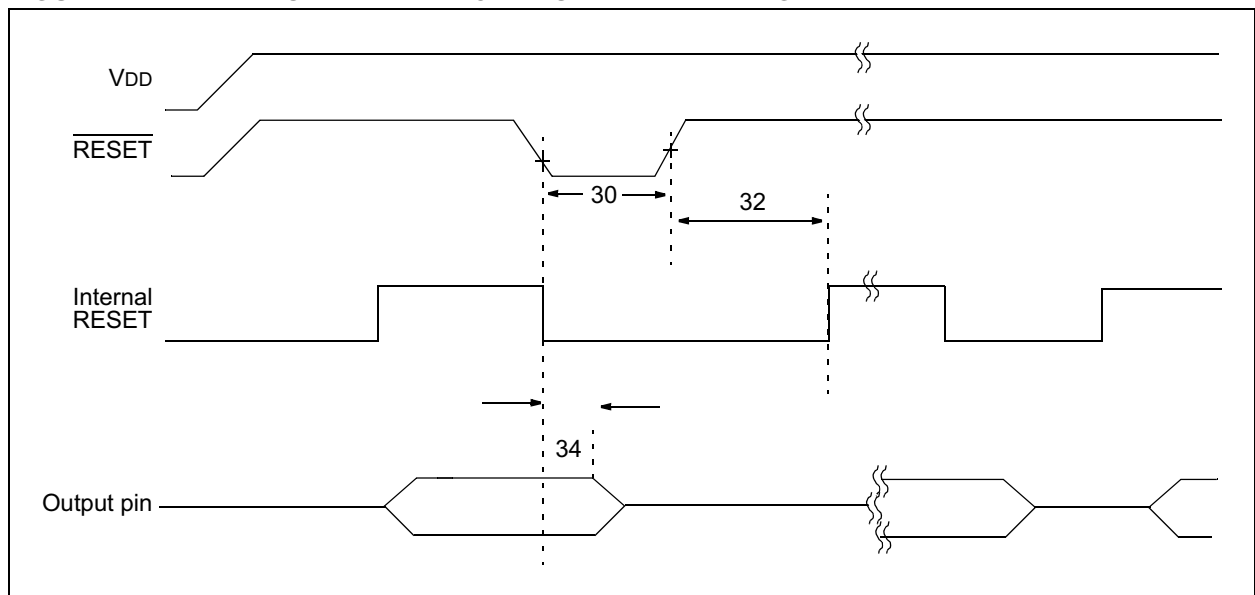 VDD
RESET
30
32
Internal
RESET
34
Output pin